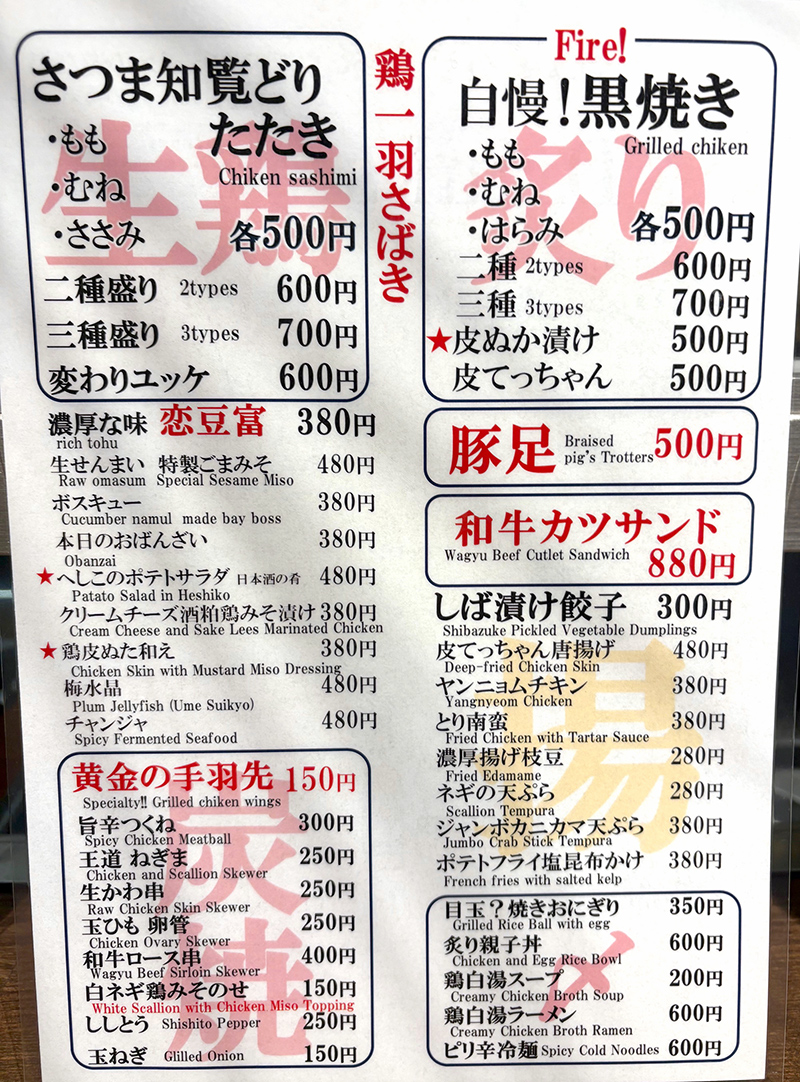 さつま知覧どり
たたき
Chiken sashimi
・もも
・むね
・ささみ 各500円
二種盛り 2types 600円
三種盛り 3types 700円
変わりユッケ 600円
生鶏
鶏一羽さばき
Fire!
自慢!黒焼き
Grilled chiken
・もも
・むね
・はらみ 各500円
二種 2types 600円
三種 3types 700円
★皮ぬか漬け 500円
皮てっちゃん 500円
炙り
濃厚な味 恋豆富 380円
rich tohu
生せんまい 特製ごまみそ 480円
Raw omasum Special Sesame Miso
ボスキュー 380円
Cucumber namul made bay boss
本日のおばんざい 380円
Obanzai
★へしこのポテトサラダ 日本酒の肴 480円
Patato Salad in Heshiko
クリームチーズ酒粕鶏みそ漬け 380円
Cream Cheese and Sake Lees Marinated Chicken
★鶏皮ぬた和え 380円
Chicken Skin with Mustard Miso Dressing
梅水晶 480円
Plum Jellyfish (Ume Suikyo)
チャンジャ 480円
Spicy Fermented Seafood
黄金の手羽先 150円
Specialty!! Grilled chiken wings
旨辛つくね 300円
Spicy Chicken Meatball
王道 ねぎま 250円
Chicken and Scallion Skewer
生かわ串 250円
Raw Chicken Skin Skewer
玉ひも 卵管 250円
Chicken Ovary Skewer
和牛ロース串 400円
Wagyu Beef Sirloin Skewer
白ネギ鶏みそのせ 150円
White Scallion with Chicken Miso Topping
ししとう Shishito Pepper 250円
玉ねぎ Glilled Onion 150円
炭焼
豚足 Braised pig's Trotters 500円
和牛カツサンド
Wagyu Beef Cutlet Sandwich 880円
しば漬け餃子 300円
Shibazuke Pickled Vegetable Dumplings
皮てっちゃん唐揚げ 480円
Deep-fried Chicken Skin
ヤンニョムチキン 380円
Yangnyeom Chicken
とり南蛮 380円
Fried Chicken with Tartar Sauce
濃厚揚げ枝豆 280円
Fried Edamame
ネギの天ぷら 280円
Scallion Tempura
ジャンボカニカマ天ぷら 380円
Jumbo Crab Stick Tempura
ポテトフライ塩昆布かけ 380円
French fries with salted kelp
揚
目玉?焼きおにぎり 350円
Grilled Rice Ball with egg
炙り親子丼 600円
Chicken and Egg Rice Bowl
鶏白湯スープ 200円
Creamy Chicken Broth Soup
鶏白湯ラーメン 600円
Creamy Chicken Broth Ramen
ピリ辛冷麺 Spicy Cold Noodles 600円
〆